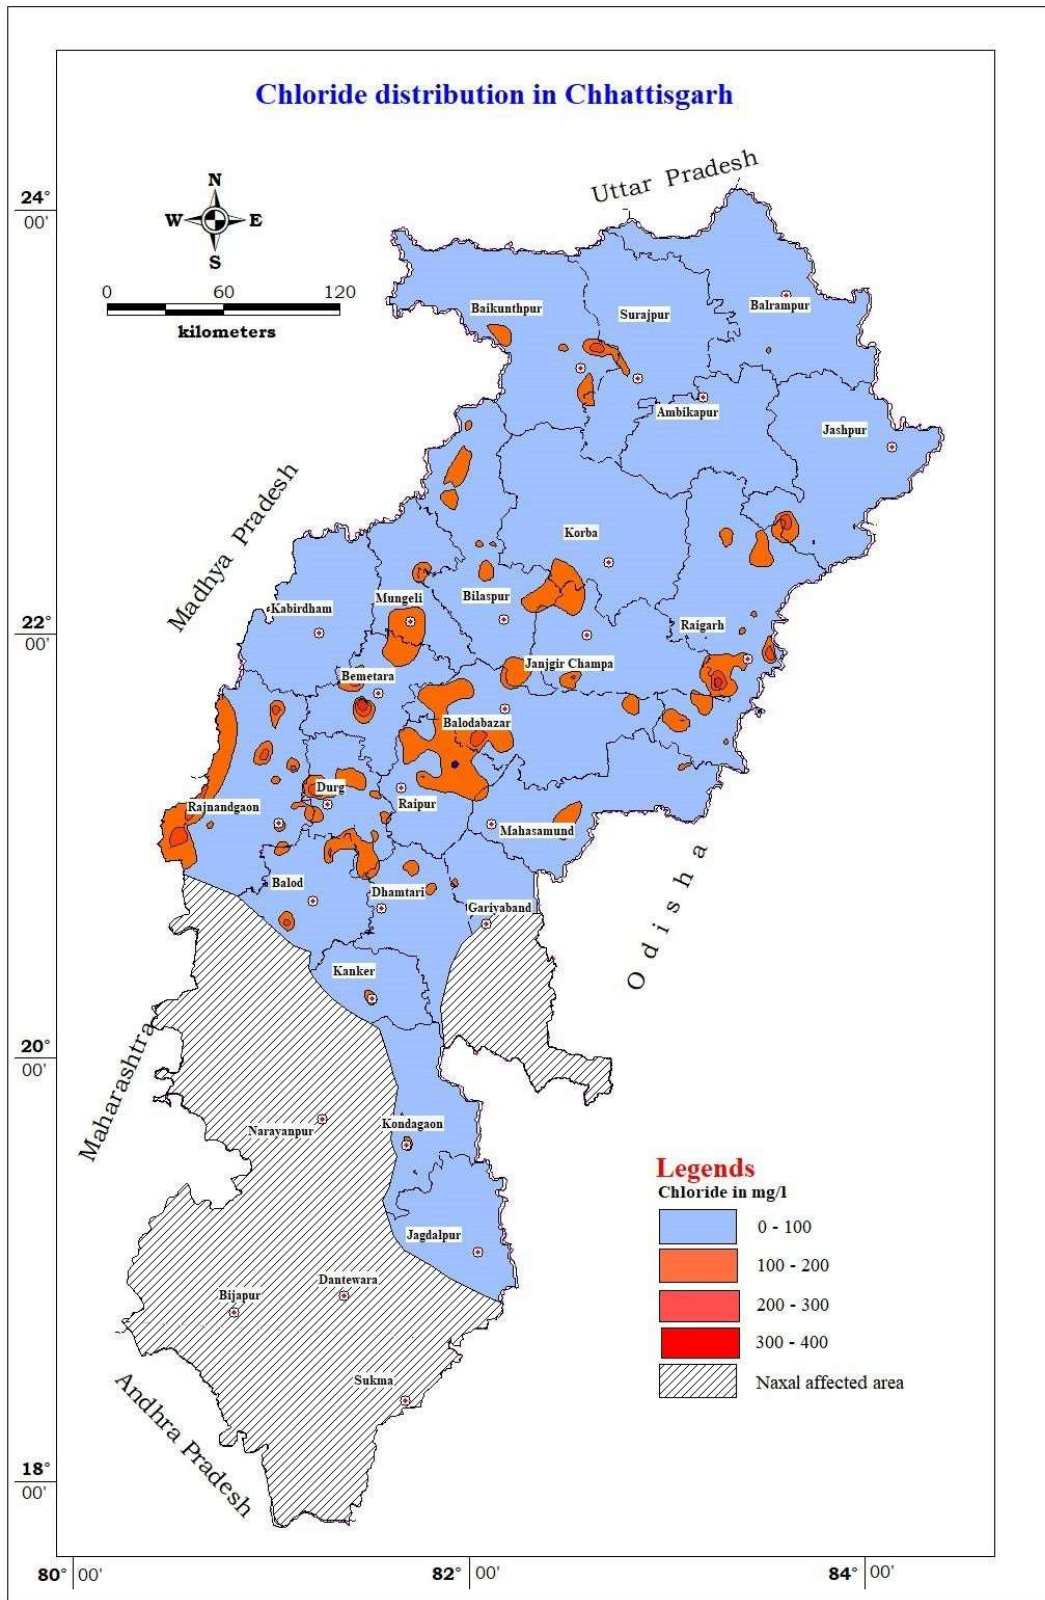 Chloride distribution in Chhattisgarh
Uttar Pradesh
24°
00'
N
W E
S
0 60 120
kilometers
Baikunthpur
Surajpur
Balrampur
Ambikapur
Jashpur
Madhya Pradesh
Korba
22°
00'
Kabirdham
Mungeli
Bilaspur
Raigarh
Janjgir Champa
Bemetara
Balodabazar
Durg
Rajnandgaon
Raipur
Mahasamund
Balod
Dhamtari
Gariyaband
Odisha
Kanker
20°
00'
Maharashtra
Narayanpur
Kondagaon
Jagdalpur
Dantewara
Bijapur
Sukma
Andhra Pradesh
Legends
Chloride in mg/l
0 - 100
100 - 200
200 - 300
300 - 400
Naxal affected area
18°
00'
80° 00' 82° 00' 84° 00'